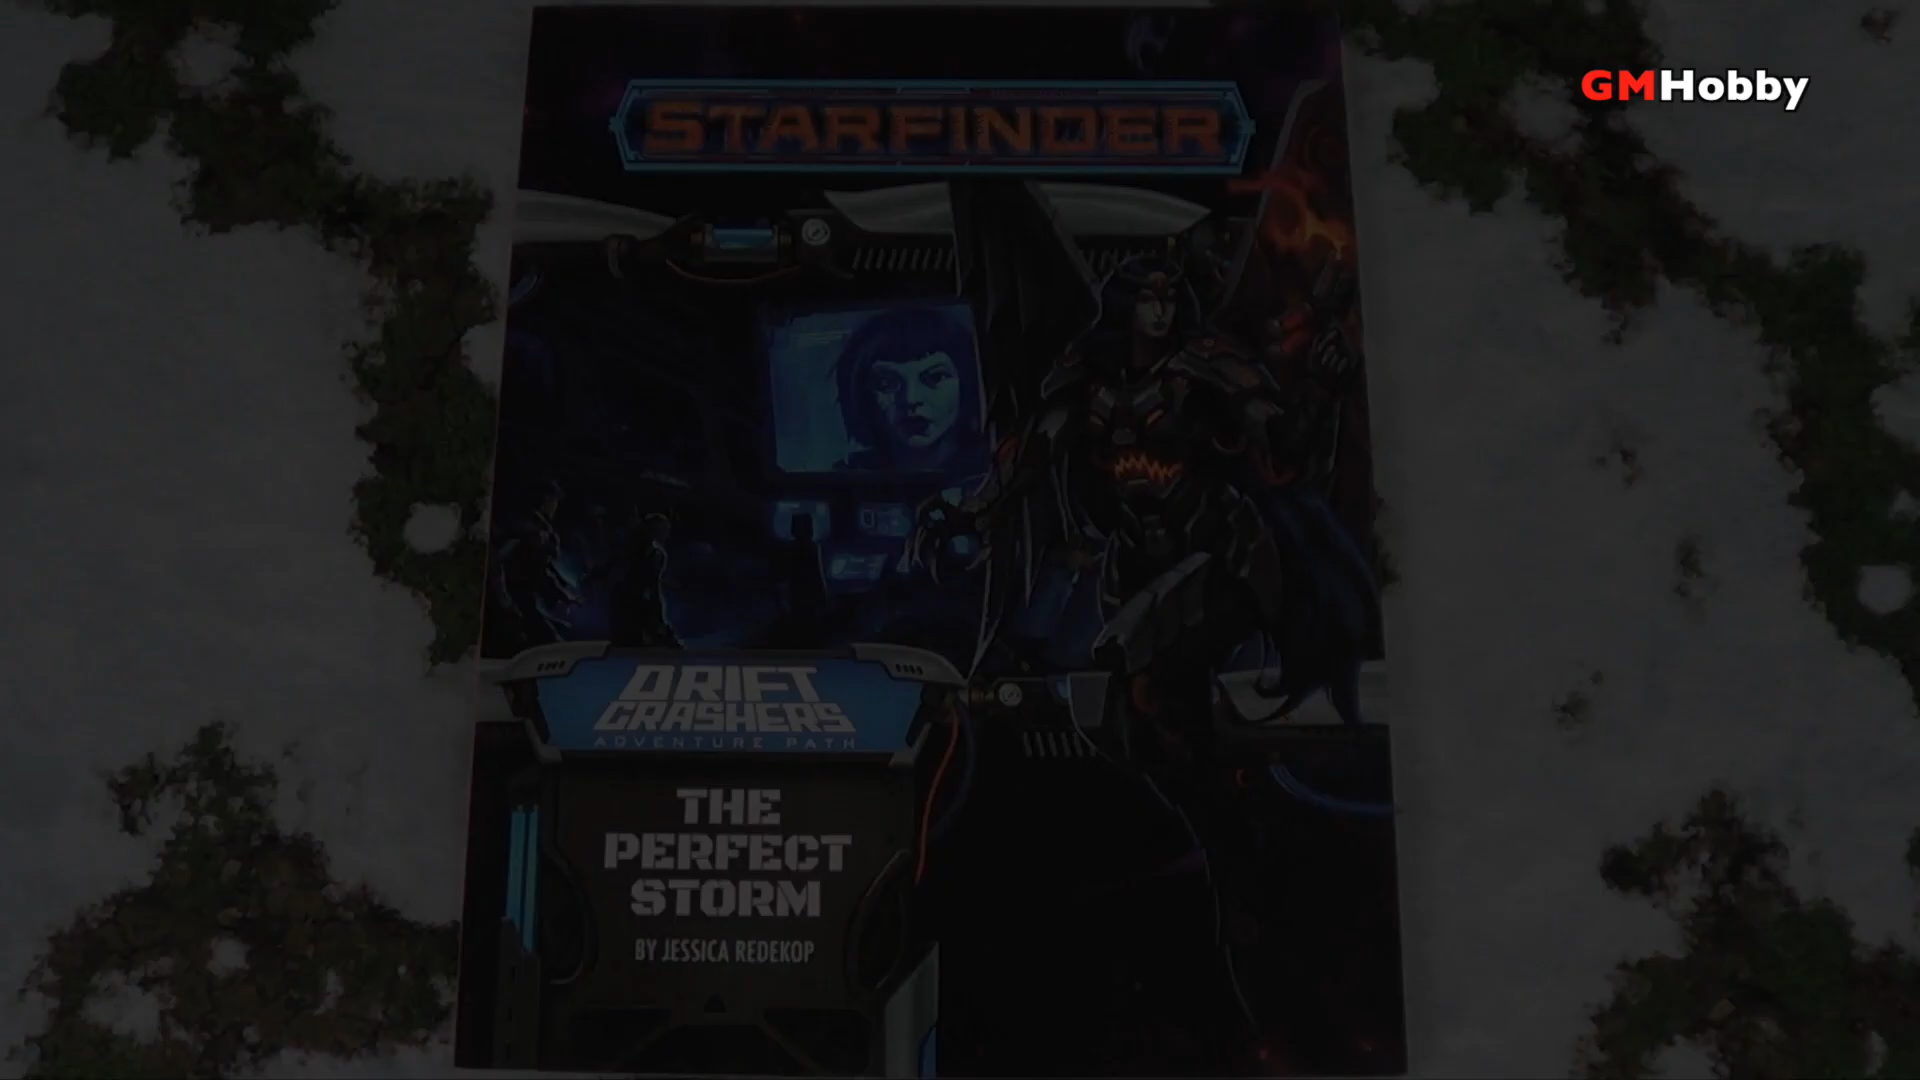 GMHobby
STARFINDER
DRIFT
CRASHERS
ADVENTURE PATH
THE
PERFECT
STORM
BY JESSICA REDEKOP